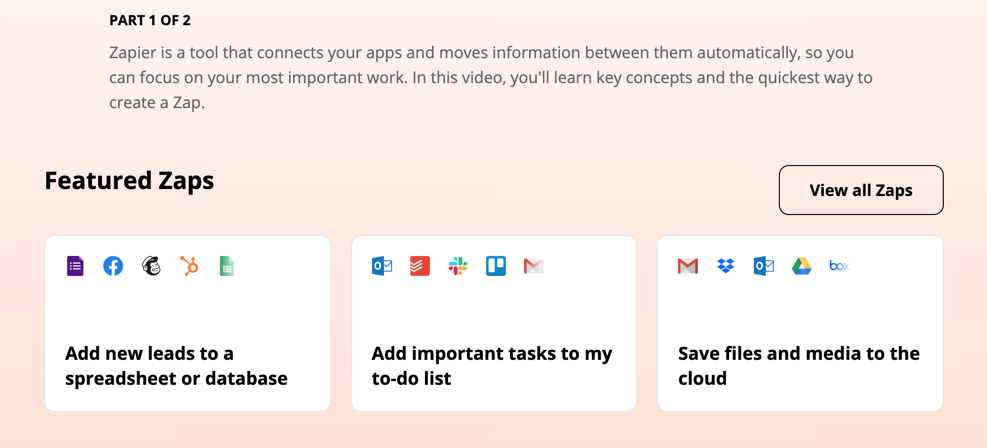 PART 1 OF 2
Zapier is a tool that connects your apps and moves information between them automatically, so you
can focus on your most important work. In this video, you'll learn key concepts and the quickest way to
create a Zap.
Featured Zaps
View all Zaps
box
Add new leads to a
spreadsheet or database
Add important tasks to my
to-do list
Save files and media to the
cloud